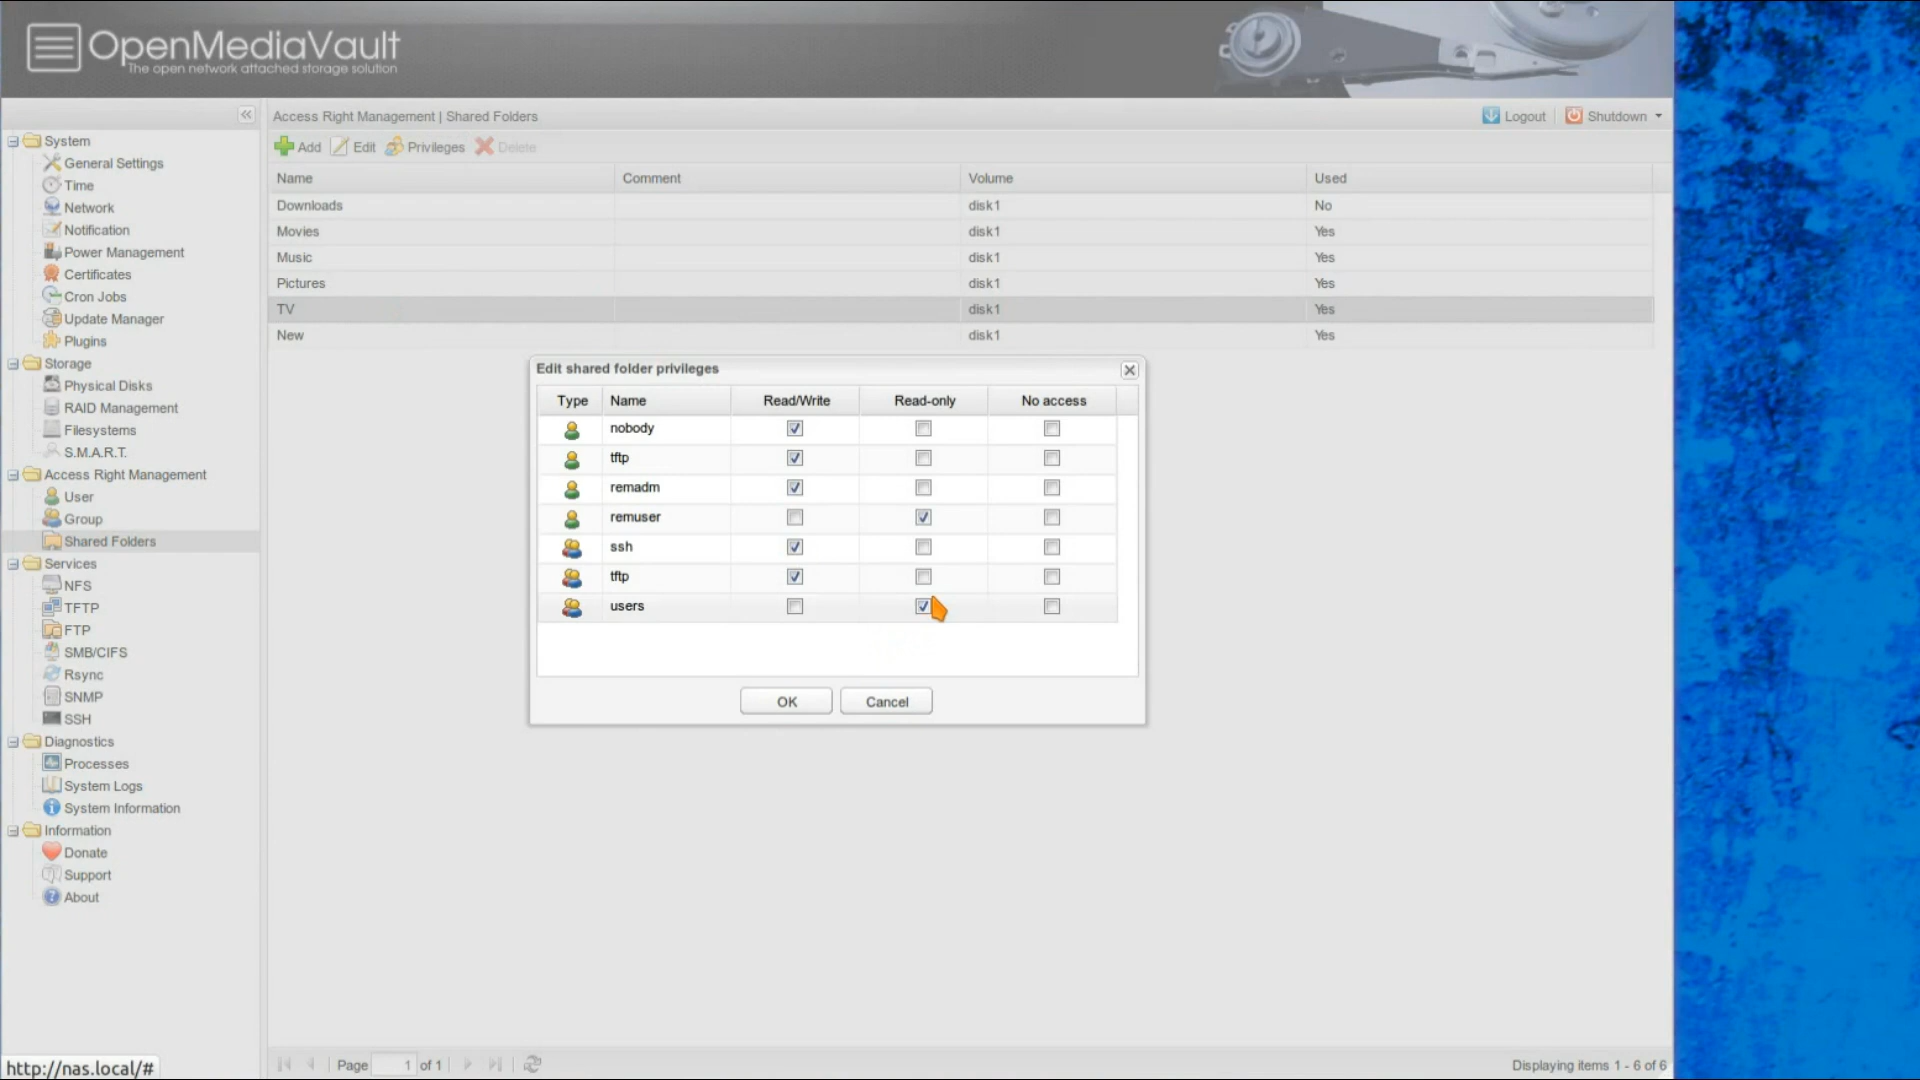 OpenMediaVault
The open network attached storage solution
Access Right Management | Shared Folders
Logout
Shutdown
Add
Edit
Privileges
Delete
Name Comment Volume Used
Downloads disk1 No
Movies disk1 Yes
Music disk1 Yes
Pictures disk1 Yes
TV disk1 Yes
New disk1 Yes
System
General Settings
Time
Network
Notification
Power Management
Certificates
Cron Jobs
Update Manager
Plugins
Storage
Physical Disks
RAID Management
Filesystems
S.M.A.R.T.
Access Right Management
User
Group
Shared Folders
Services
NFS
TFTP
FTP
SMB/CIFS
Rsync
SNMP
SSH
Diagnostics
Processes
System Logs
System Information
Information
Donate
Support
About
Edit shared folder privileges
Type Name Read/Write Read-only No access
nobody
tftp
remadm
remuser
ssh
tftp
users
OK
Cancel
Page 1 of 1
Displaying items 1 - 6 of 6
http://nas.local/#